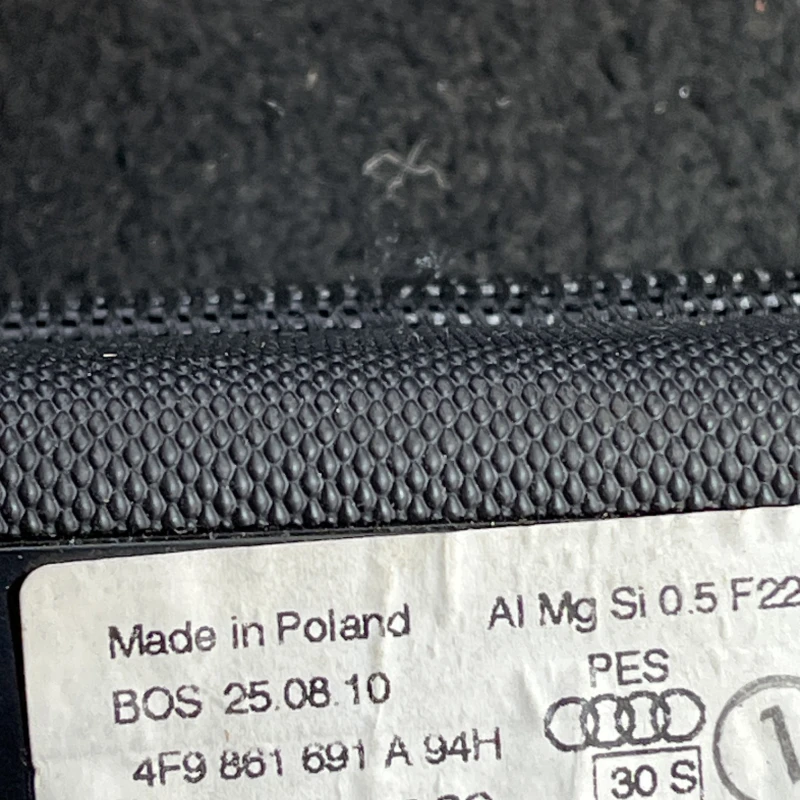 Made in Poland Al Mg Si 0.5 F22
BOS 25.08.10 PES
4F9 861 691 A 94H
30 S
1